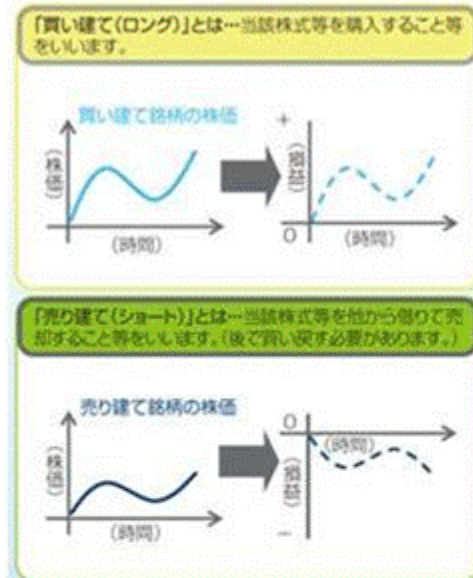 「買い建て(ロング)」とは…当該株式等を購入すること等
をいいます。
買い建て銘柄の株価
(株価)
(時間)
+
(損益)
0
(時間)
「売り建て(ショート)」とは…当該株式等を他から借りて売
却すること等をいいます。(後で買い戻す必要があります。)
売り建て銘柄の株価
(株価)
(時間)
0
(時間)
(損益)
−